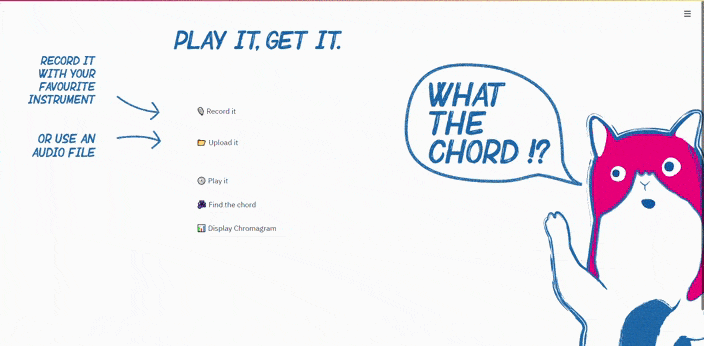 PLAY IT, GET IT.
RECORD IT
WITH YOUR
FAVOURITE
INSTRUMENT
OR USE AN
AUDIO FILE
Record it
Upload it
Play it
Find the chord
Display Chromagram
WHAT
THE
CHORD !?